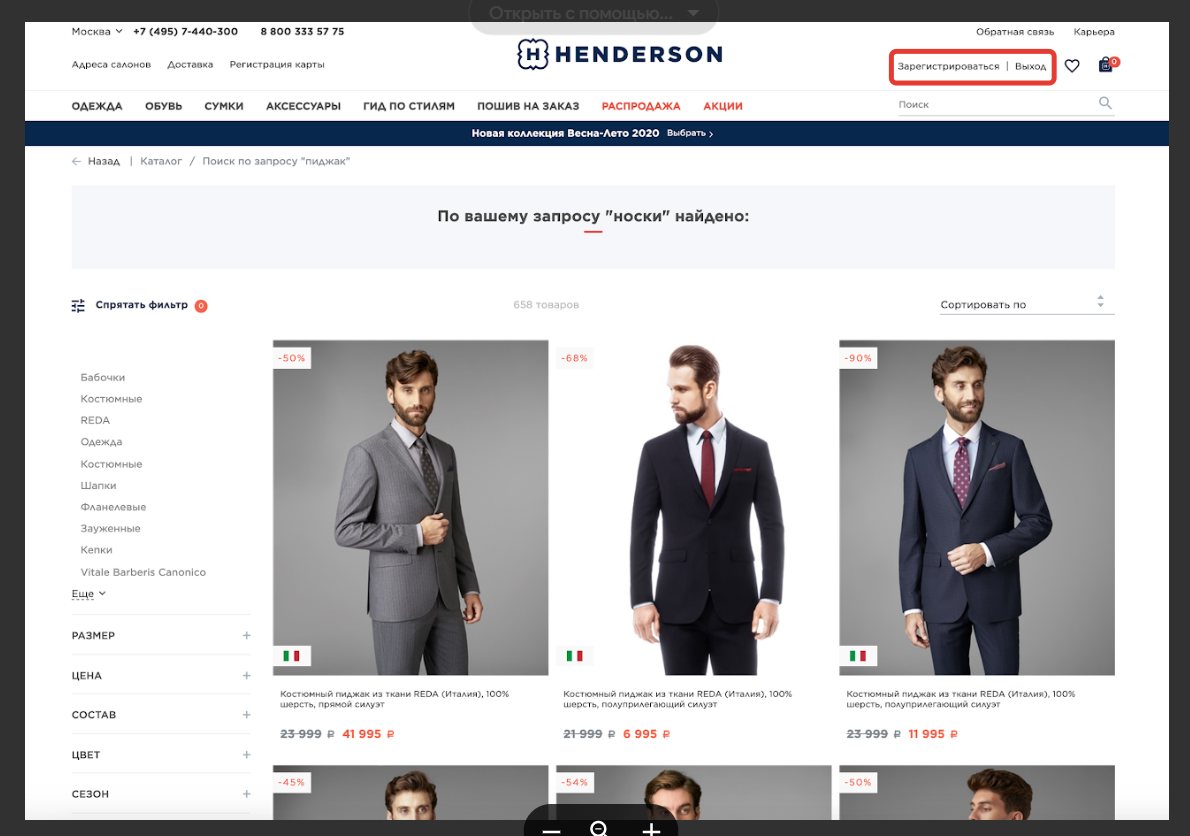 Открыть с помощью...
Москва +7 (495) 7-440-300 8 800 333 57 75
Обратная связь Карьера
Адреса салонов Доставка Регистрация карты
H HENDERSON
Зарегистрироваться | Выход
0
ОДЕЖДА ОБУВЬ СУМКИ АКСЕССУАРЫ ГИД ПО СТИЛЯМ ПОШИВ НА ЗАКАЗ РАСПРОДАЖА АКЦИИ
Поиск
Новая коллекция Весна-Лето 2020 Выбрать >
← Назад | Каталог / Поиск по запросу "пиджак"
По вашему запросу "носки" найдено:
Спрятать фильтр 0
658 товаров
Сортировать по
Бабочки
Костюмные
REDA
Одежда
Костюмные
Шапки
Фланелевые
Зауженные
Кепки
Vitale Barberis Canonico
Еще
РАЗМЕР +
ЦЕНА +
СОСТАВ +
ЦВЕТ +
СЕЗОН +
-50%
Костюмный пиджак из ткани REDA (Италия), 100%
шерсть, прямой силуэт
23 999 ₽ 41 995 ₽
-68%
Костюмный пиджак из ткани REDA (Италия), 100%
шерсть, полуприлегающий силуэт
21 999 ₽ 6 995 ₽
-90%
Костюмный пиджак из ткани REDA (Италия), 100%
шерсть, полуприлегающий силуэт
23 999 ₽ 11 995 ₽
-45%
-54%
-50%